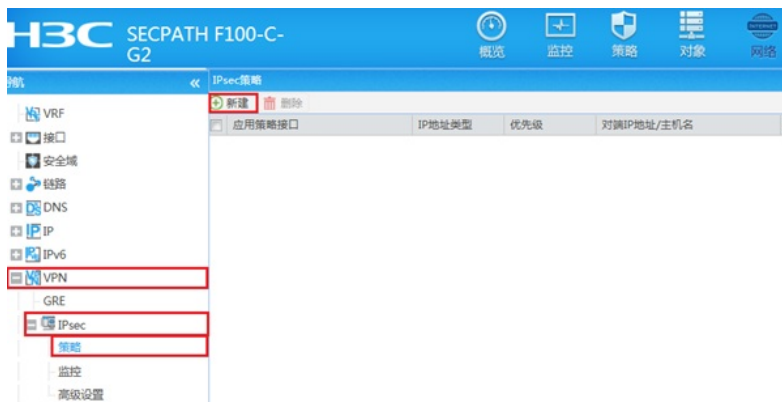 H3C SECPATH F100-C-G2
概览 监控 策略 对象 网络
导航 « IPsec策略
新建 删除
应用策略接口 IP地址类型 优先级 对端IP地址/主机名
VRF
接口
安全域
链路
DNS
IP
IPv6
VPN
GRE
IPsec
策略
监控
高级设置